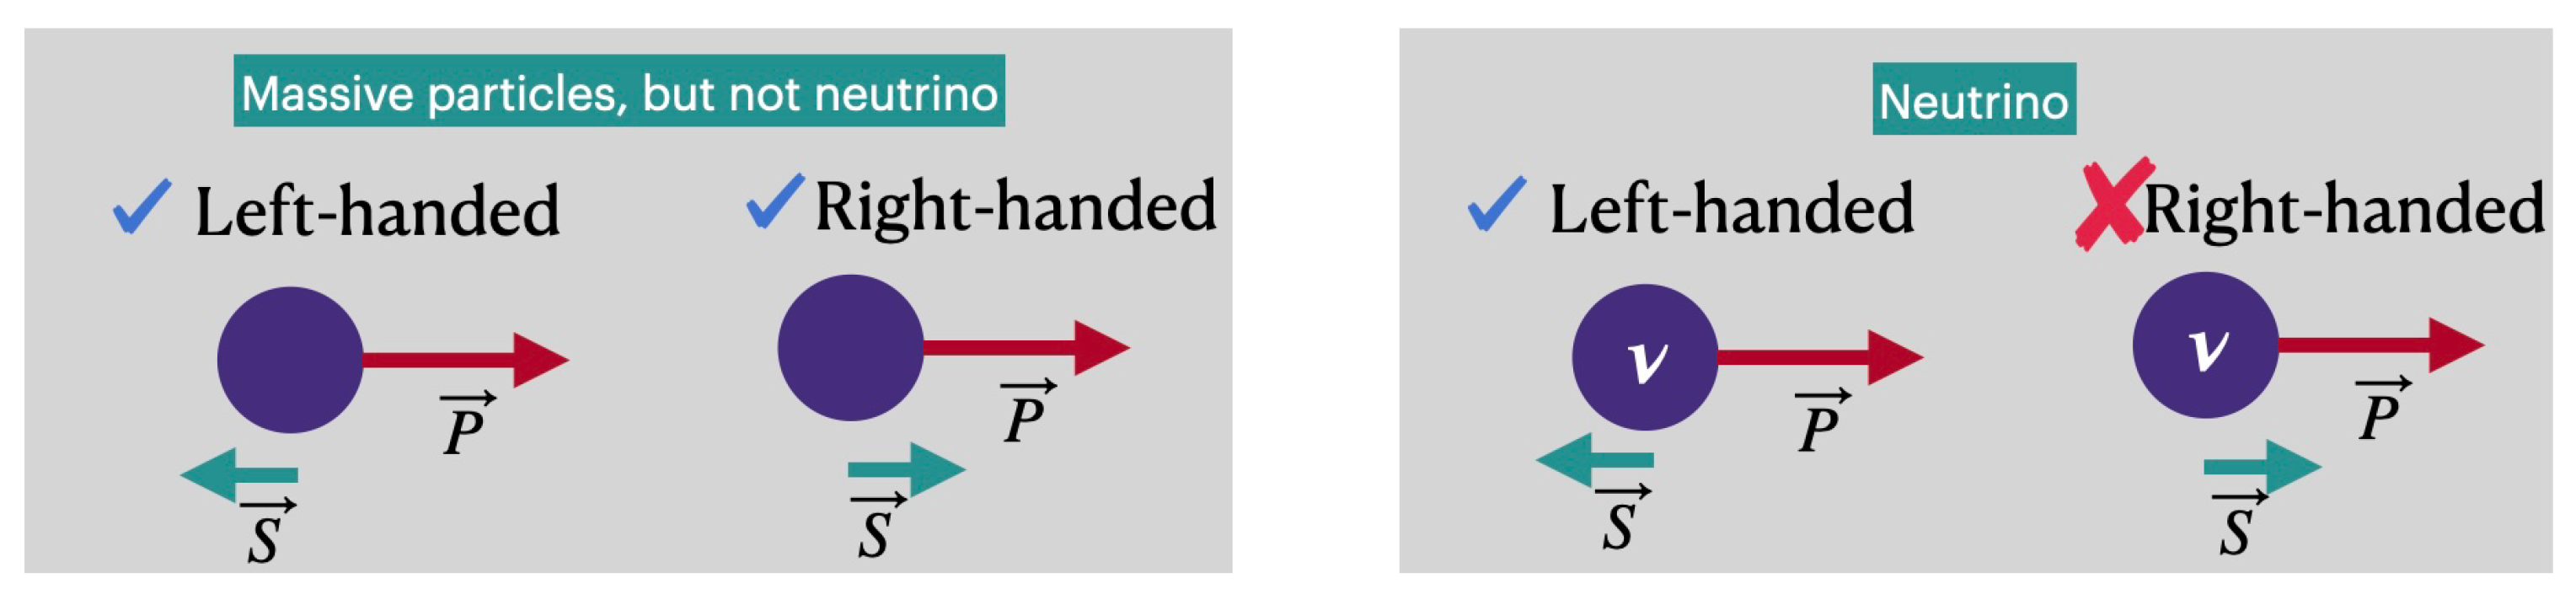 Massive particles, but not neutrino
Left-handed
Right-handed
P
P
S
S
Neutrino
Left-handed
Right-handed
ν
ν
P
P
S
S